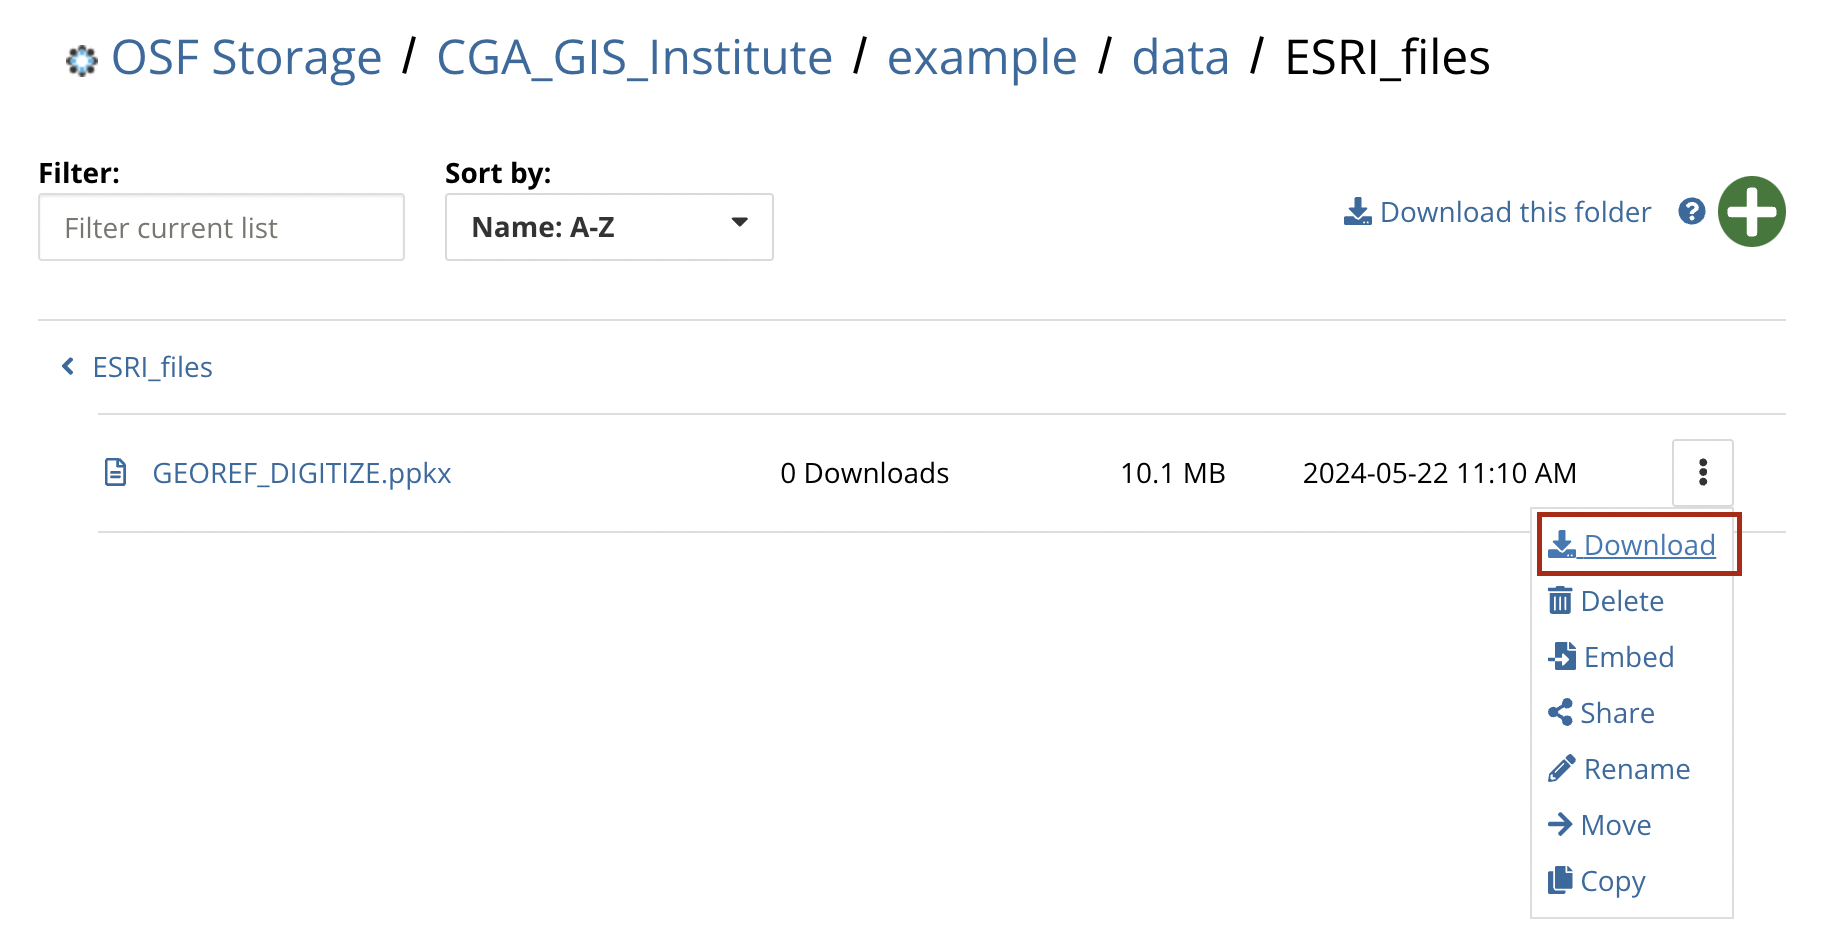 OSF Storage / CGA_GIS_Institute / example / data / ESRI_files
Filter:
Filter current list
Sort by:
Name: A-Z
Download this folder
ESRI_files
GEOREF_DIGITIZE.ppkx 0 Downloads 10.1 MB 2024-05-22 11:10 AM
Download
Delete
Embed
Share
Rename
Move
Copy